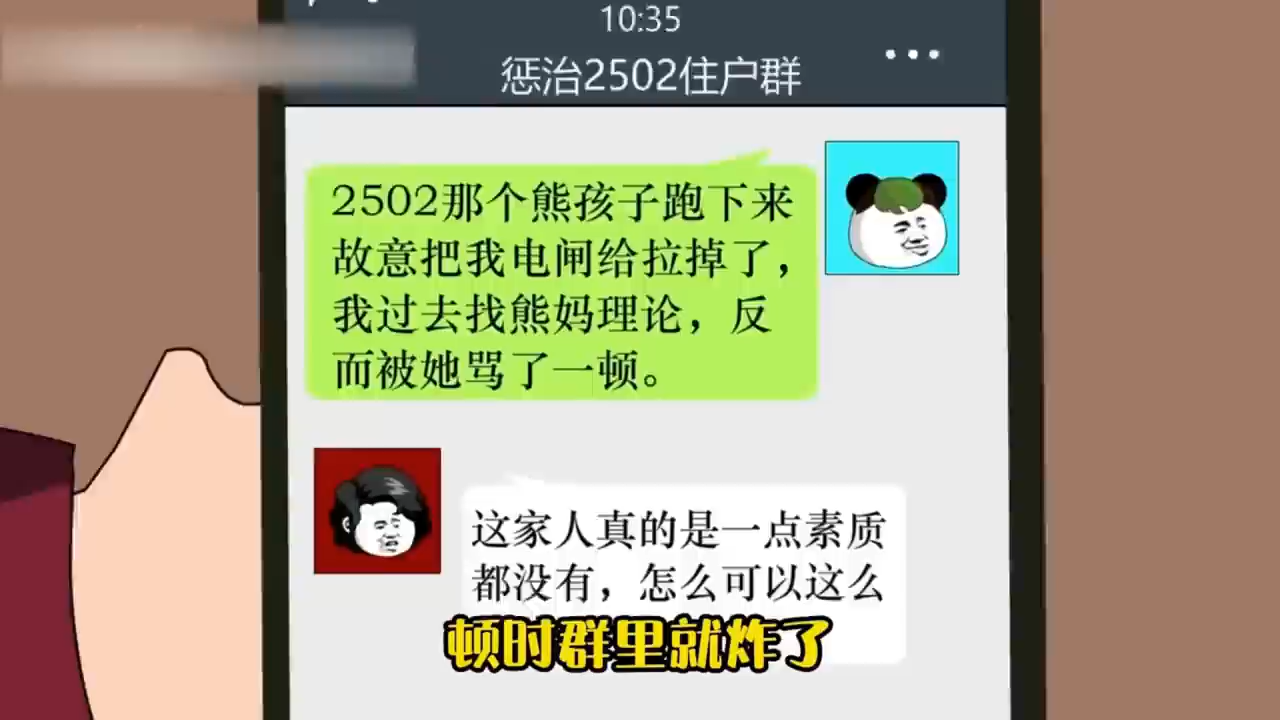 10:35
惩治2502住户群
2502那个熊孩子跑下来
故意把我电闸给拉掉了，
我过去找熊妈理论，反
而被她骂了一顿。
这家人真的是一点素质
都没有，怎么可以这么
顿时群里就炸了